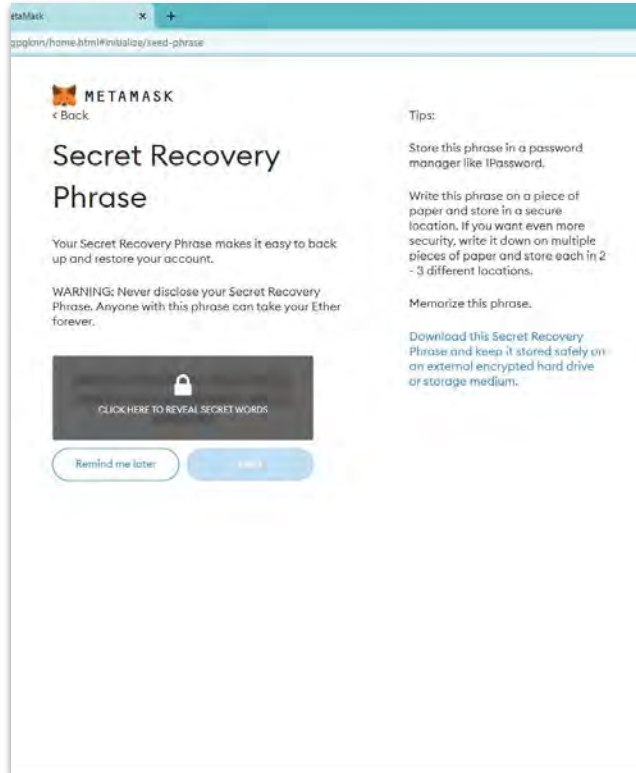 etaMask
gpgknn/home.html#initialize/seed-phrase
METAMASK
< Back
Secret Recovery
Phrase
Your Secret Recovery Phrase makes it easy to back
up and restore your account.
WARNING: Never disclose your Secret Recovery
Phrase. Anyone with this phrase can take your Ether
forever.
CLICK HERE TO REVEAL SECRET WORDS
Remind me later
Tips:
Store this phrase in a password
manager like 1Password.
Write this phrase on a piece of
paper and store in a secure
location. If you want even more
security, write it down on multiple
pieces of paper and store each in 2
- 3 different locations.
Memorize this phrase.
Download this Secret Recovery
Phrase and keep it stored safely on
an external encrypted hard drive
or storage medium.